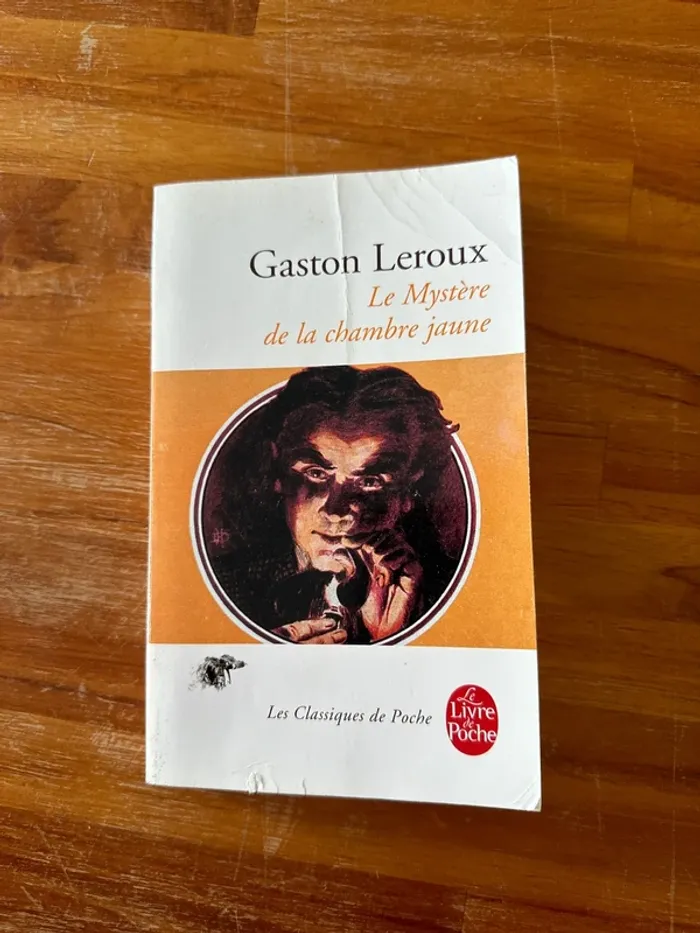 Gaston Leroux
Le Mystère
de la chambre jaune
Les Classiques de Poche
Le
Livre
de
Poche